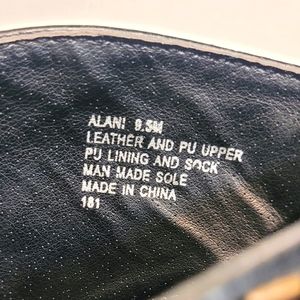 ALANI 9.5M
LEATHER AND PU UPPER
PU LINING AND SOCK
MAN MADE SOLE
MADE IN CHINA
181